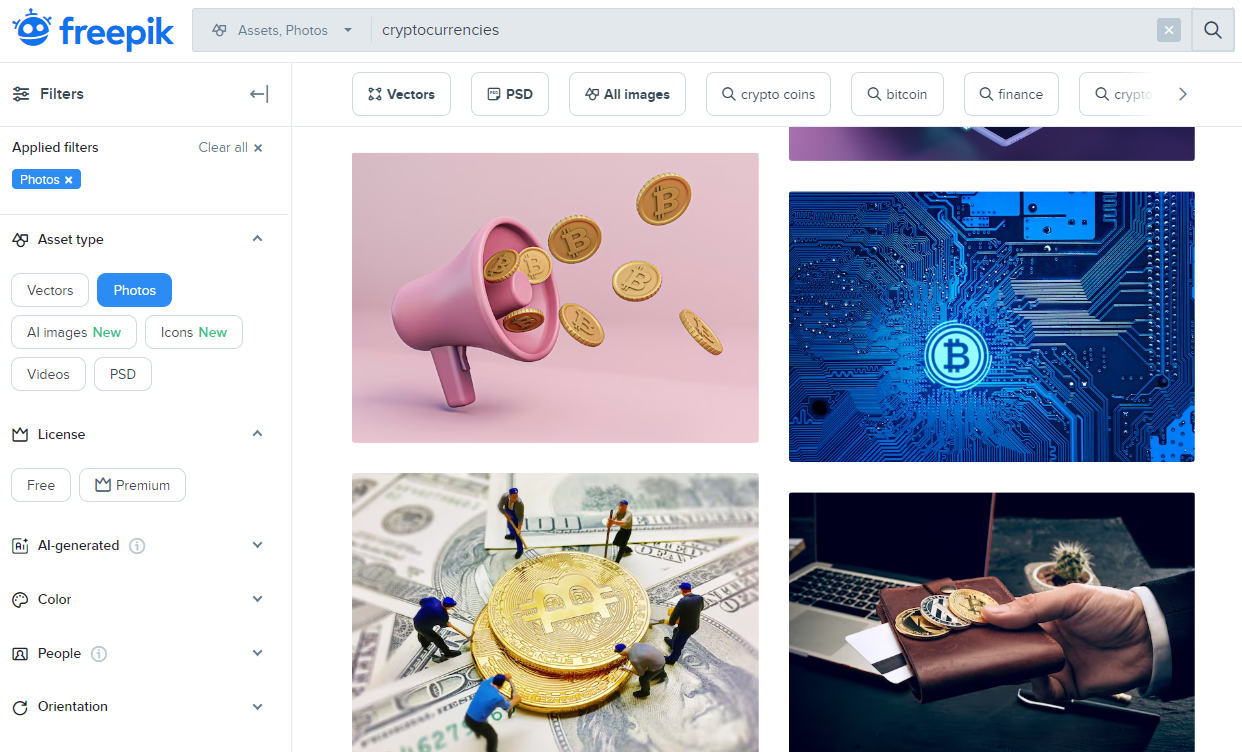 freepik
Assets, Photos
cryptocurrencies
Filters
Vectors
PSD
All images
crypto coins
bitcoin
finance
crypto
Applied filters
Clear all ×
Photos ×
Asset type
Vectors
Photos
AI images New
Icons New
Videos
PSD
License
Free
Premium
AI-generated
Color
People
Orientation